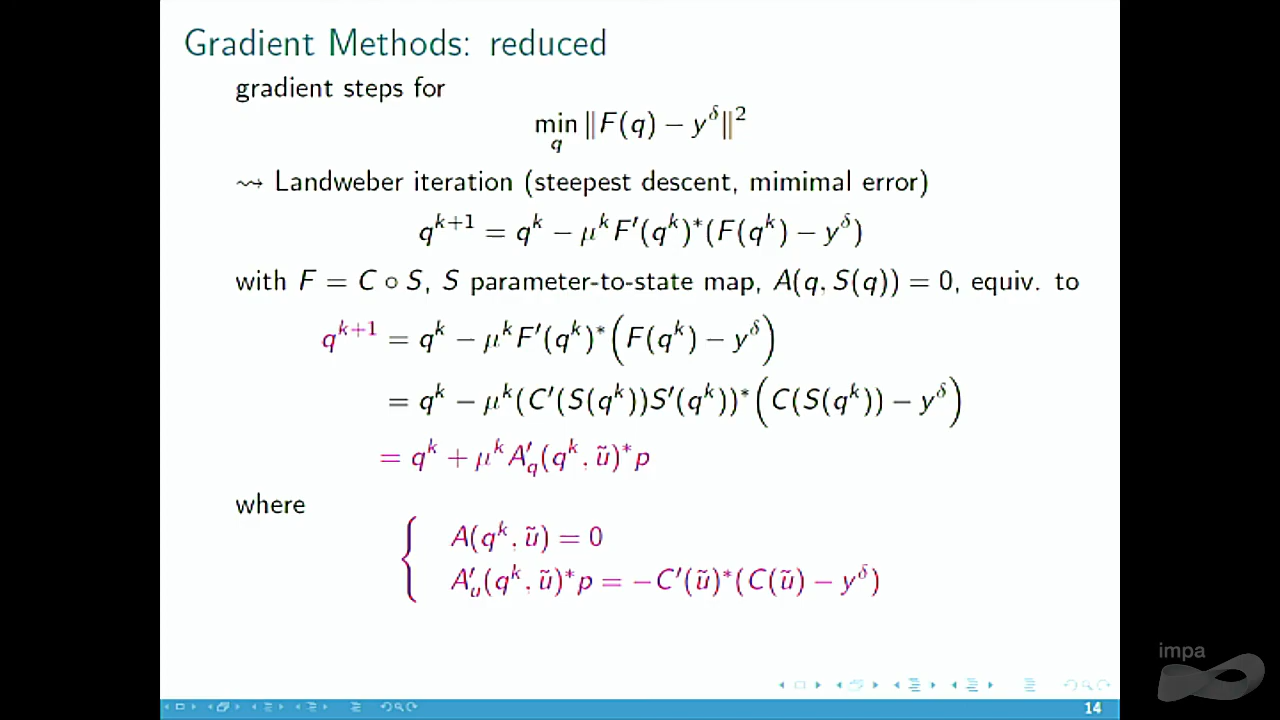 Gradient Methods: reduced
gradient steps for
min_q ‖F(q) − y^δ‖²
⇝ Landweber iteration (steepest descent, mimimal error)
q^{k+1} = q^k − μ^k F′(q^k)*(F(q^k) − y^δ)
with F = C ∘ S, S parameter-to-state map, A(q, S(q)) = 0, equiv. to
q^{k+1} = q^k − μ^k F′(q^k)*(F(q^k) − y^δ)
= q^k − μ^k(C′(S(q^k))S′(q^k))*(C(S(q^k)) − y^δ)
= q^k + μ^k A′_q(q^k, ũ)*p
where
{ A(q^k, ũ) = 0
A′_u(q^k, ũ)*p = −C′(ũ)*(C(ũ) − y^δ)
impa
14